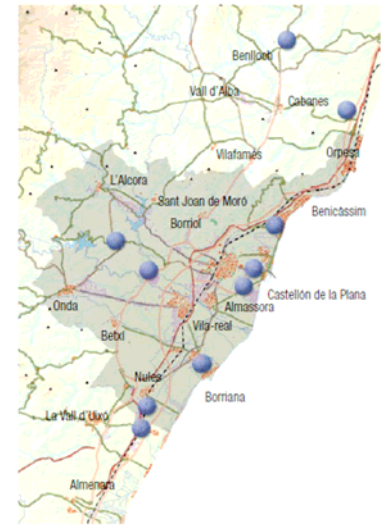 Benlloch
Vall d'Alba
Cabanes
Vilafamés
Orpesa
L'Alcora
Sant Joan de Moró
Borriol
Benicàssim
Castellón de la Plana
Onda
Almassora
Vila-real
Betxí
Nules
Borriana
La Vall d'Uixó
Almenara